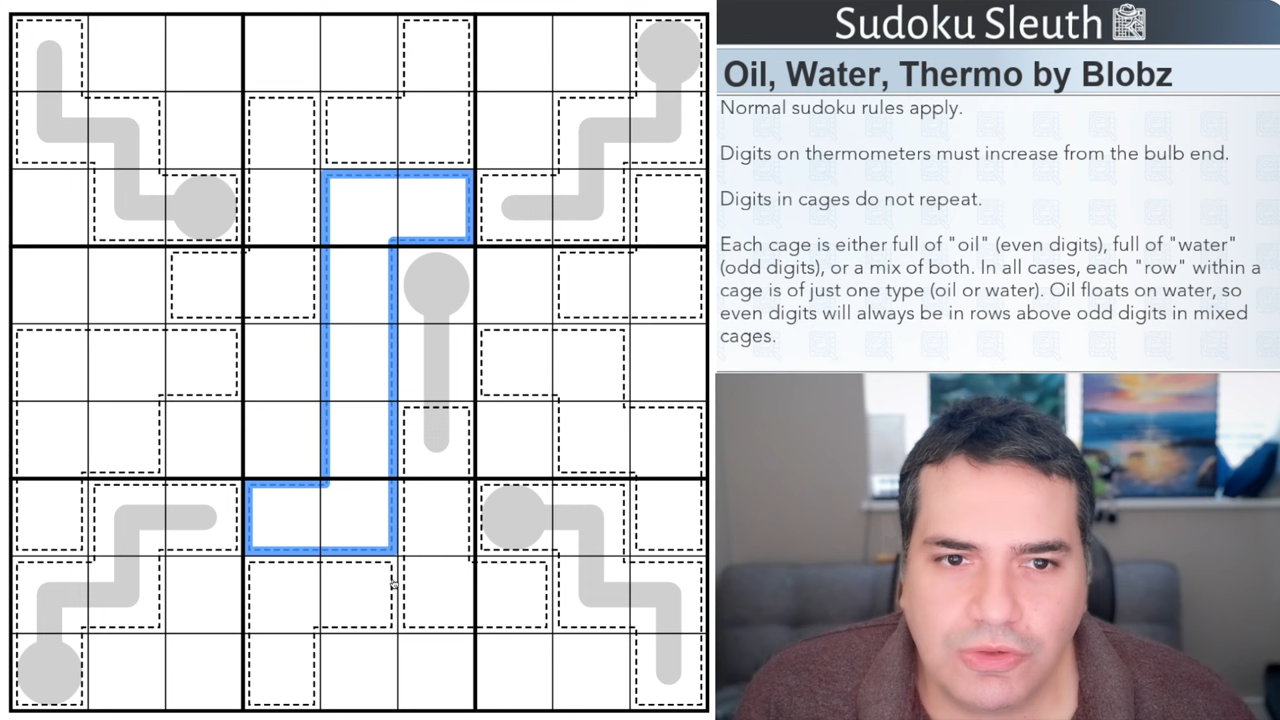 Sudoku Sleuth
Oil, Water, Thermo by Blobz
Normal sudoku rules apply.
Digits on thermometers must increase from the bulb end.
Digits in cages do not repeat.
Each cage is either full of "oil" (even digits), full of "water"
(odd digits), or a mix of both. In all cases, each "row" within a
cage is of just one type (oil or water). Oil floats on water, so
even digits will always be in rows above odd digits in mixed
cages.